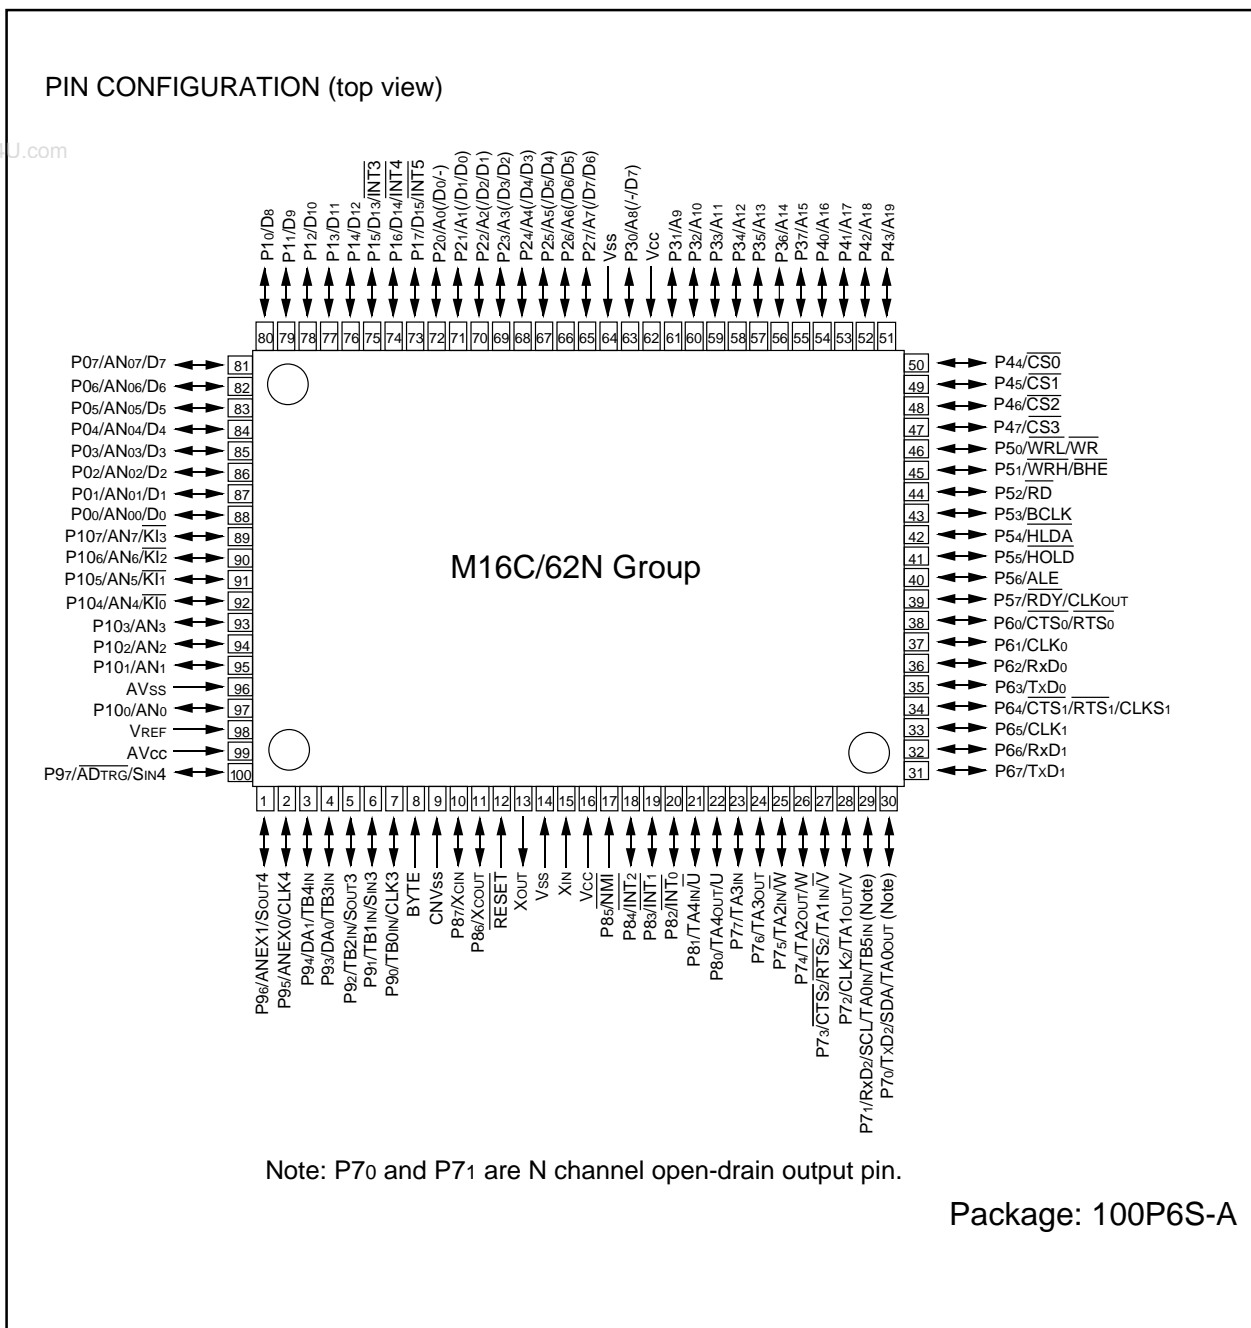 PIN CONFIGURATION (top view)
4U.com
P10/D8
P11/D9
P12/D10
P13/D11
P14/D12
P15/D13/INT3
P16/D14/INT4
P17/D15/INT5
P20/A0(/D0/-)
P21/A1(/D1/D0)
P22/A2(/D2/D1)
P23/A3(/D3/D2)
P24/A4(/D4/D3)
P25/A5(/D5/D4)
P26/A6(/D6/D5)
P27/A7(/D7/D6)
Vss
P30/A8(/-/D7)
Vcc
P31/A9
P32/A10
P33/A11
P34/A12
P35/A13
P36/A14
P37/A15
P40/A16
P41/A17
P42/A18
P43/A19
80 79 78 77 76 75 74 73 72 71 70 69 68 67 66 65 64 63 62 61 60 59 58 57 56 55 54 53 52 51
P07/AN07/D7 81
P06/AN06/D6 82
P05/AN05/D5 83
P04/AN04/D4 84
P03/AN03/D3 85
P02/AN02/D2 86
P01/AN01/D1 87
P00/AN00/D0 88
P107/AN7/KI3 89
P106/AN6/KI2 90
P105/AN5/KI1 91
P104/AN4/KI0 92
P103/AN3 93
P102/AN2 94
P101/AN1 95
AVss 96
P100/AN0 97
VREF 98
AVcc 99
P97/ADTRG/SIN4 100
M16C/62N Group
50 P44/CS0
49 P45/CS1
48 P46/CS2
47 P47/CS3
46 P50/WRL/WR
45 P51/WRH/BHE
44 P52/RD
43 P53/BCLK
42 P54/HLDA
41 P55/HOLD
40 P56/ALE
39 P57/RDY/CLKOUT
38 P60/CTS0/RTS0
37 P61/CLK0
36 P62/RxD0
35 P63/TxD0
34 P64/CTS1/RTS1/CLKS1
33 P65/CLK1
32 P66/RxD1
31 P67/TxD1
1 2 3 4 5 6 7 8 9 10 11 12 13 14 15 16 17 18 19 20 21 22 23 24 25 26 27 28 29 30
P96/ANEX1/SOUT4
P95/ANEX0/CLK4
P94/DA1/TB4IN
P93/DA0/TB3IN
P92/TB2IN/SOUT3
P91/TB1IN/SIN3
P90/TB0IN/CLK3
BYTE
CNVss
P87/XCIN
P86/XCOUT
RESET
XOUT
Vss
XIN
Vcc
P85/NMI
P84/INT2
P83/INT1
P82/INT0
P81/TA4IN/U
P80/TA4OUT/U
P77/TA3IN
P76/TA3OUT
P75/TA2IN/W
P74/TA2OUT/W
P73/CTS2/RTS2/TA1IN/V
P72/CLK2/TA1OUT/V
P71/RxD2/SCL/TA0IN/TB5IN (Note)
P70/TxD2/SDA/TA0OUT (Note)
Note: P70 and P71 are N channel open-drain output pin.
Package: 100P6S-A